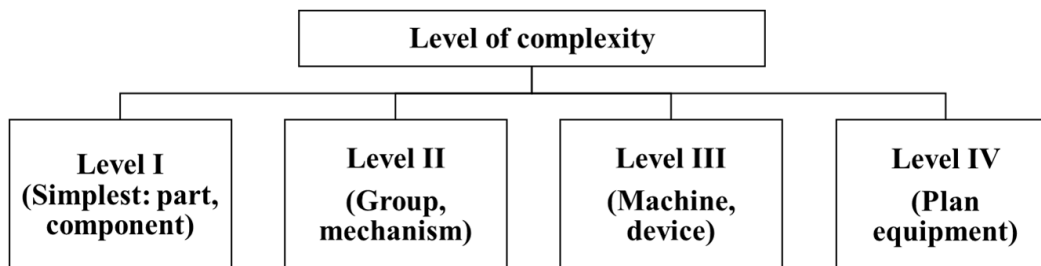 Level of complexity
Level I
(Simplest: part,
component)
Level II
(Group,
mechanism)
Level III
(Machine,
device)
Level IV
(Plan
equipment)